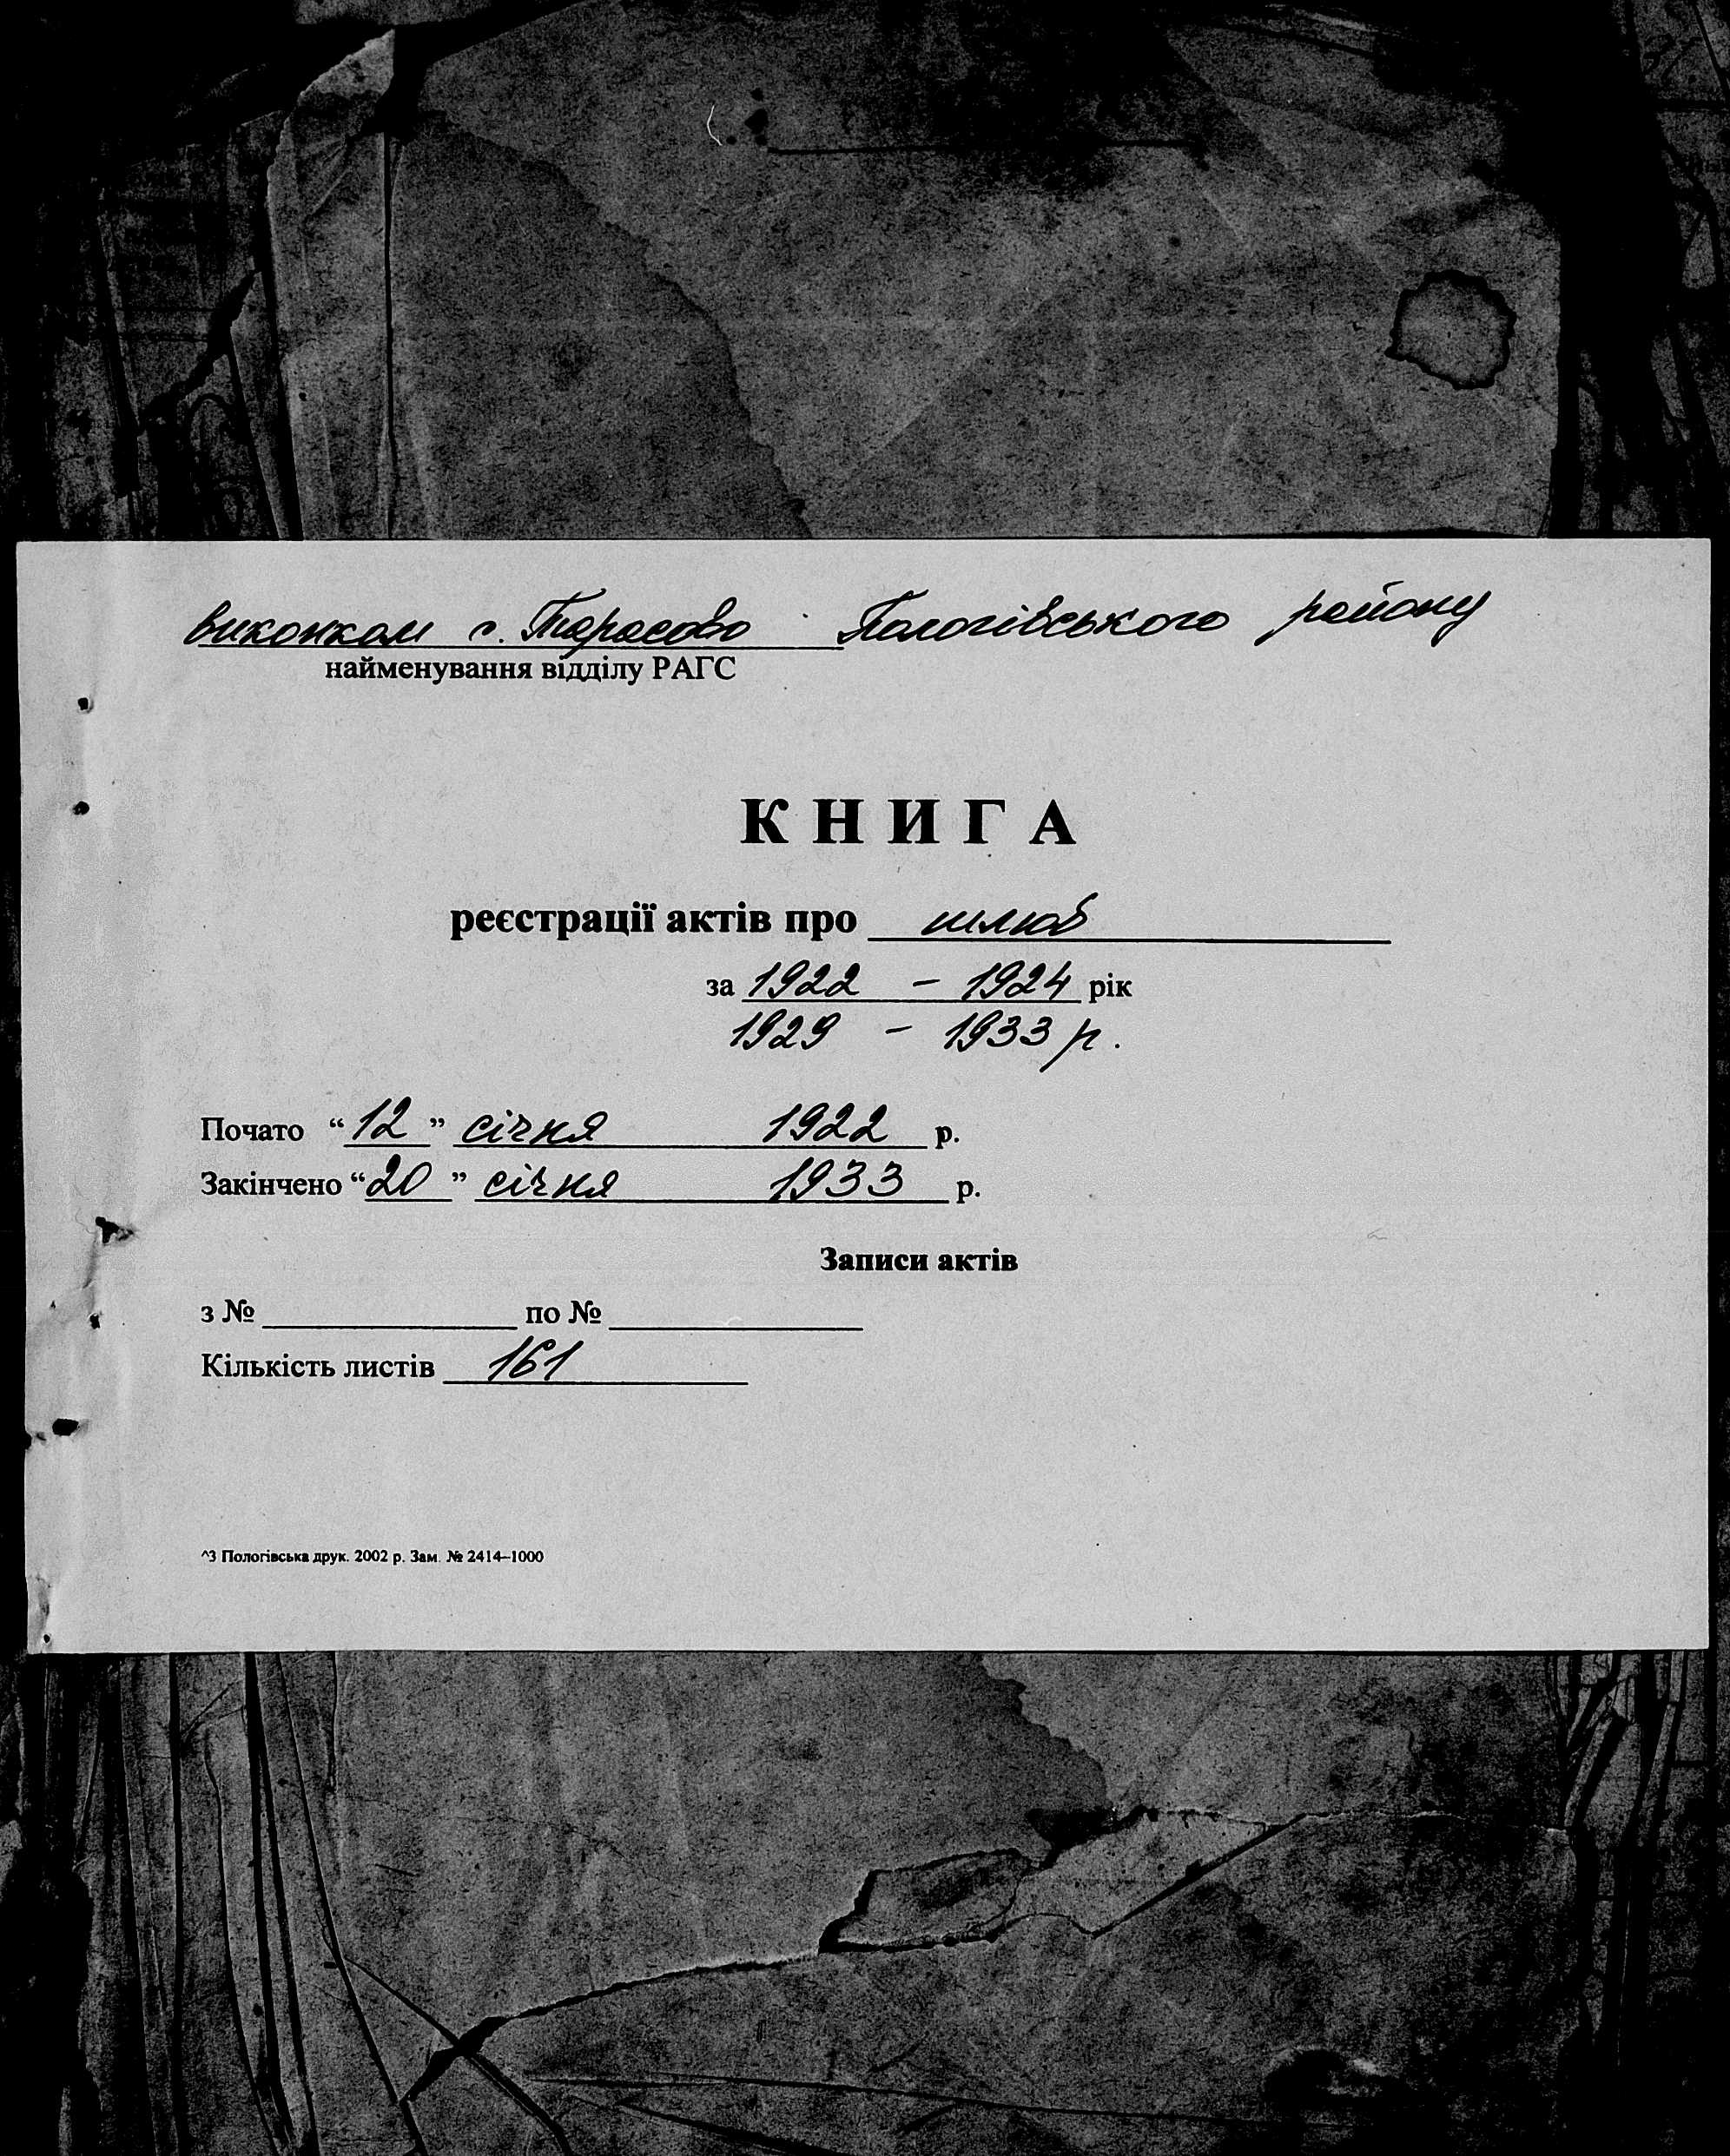 виконком с. Тарасово Пологівського району
найменування відділу РАГС
КНИГА
реєстрації актів про шлюб
за 1922 – 1924 рік
1929 – 1933 р.
Почато “12” січня 1922 р.
Закінчено “20” січня 1933 р.
Записи актів
з № по №
Кількість листів 161
^З Пологівська друк. 2002 р. Зам. № 2414–1000